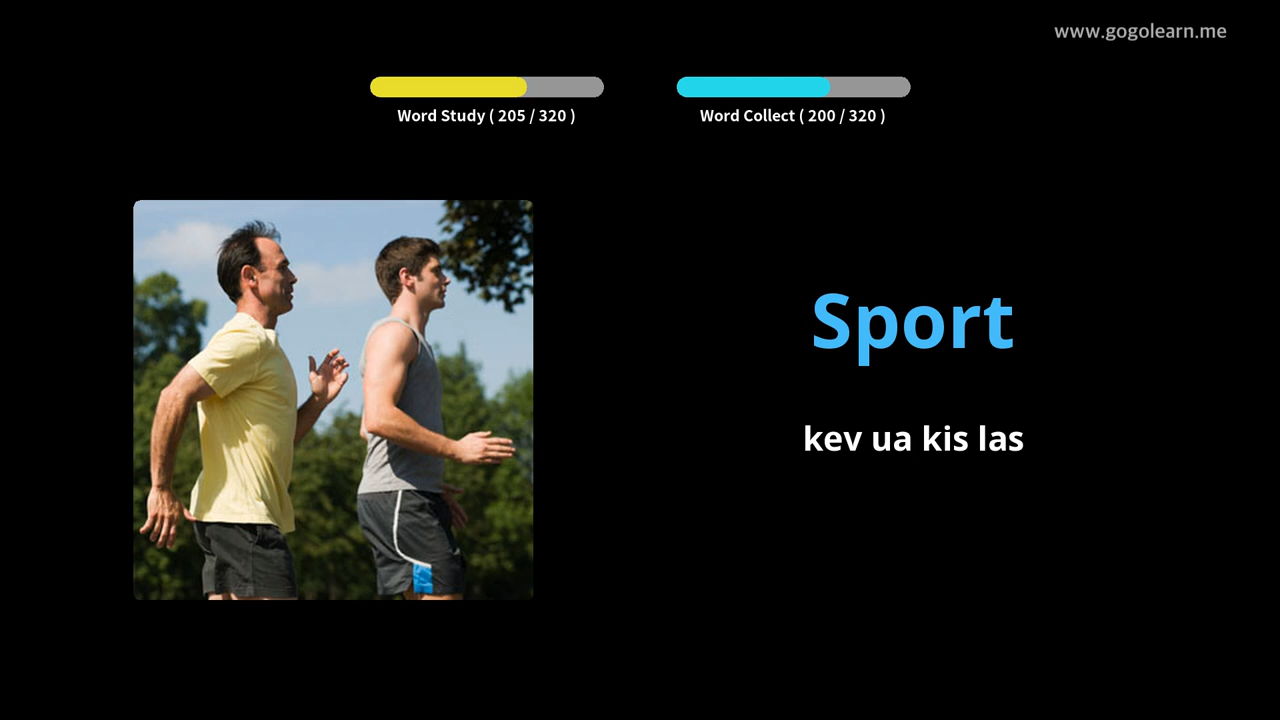 www.gogolearn.me
Word Study ( 205 / 320 )
Word Collect ( 200 / 320 )
Sport
kev ua kis las